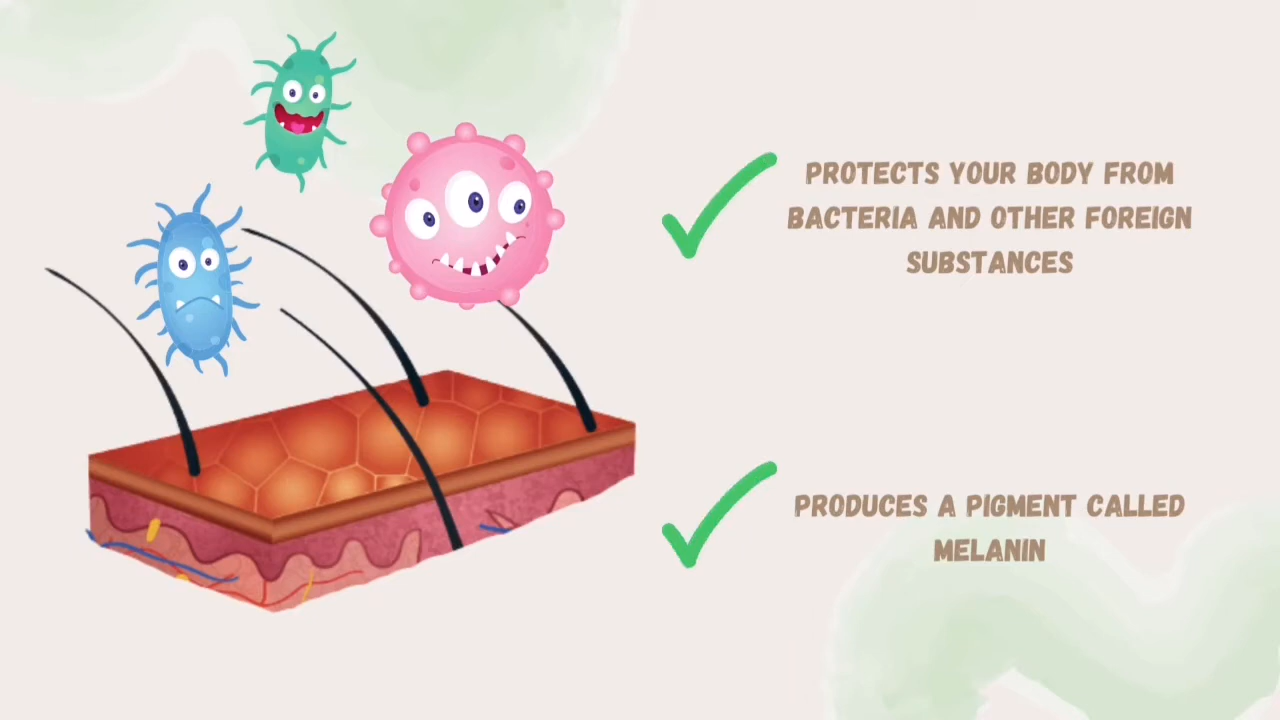 PROTECTS YOUR BODY FROM
BACTERIA AND OTHER FOREIGN
SUBSTANCES
PRODUCES A PIGMENT CALLED
MELANIN